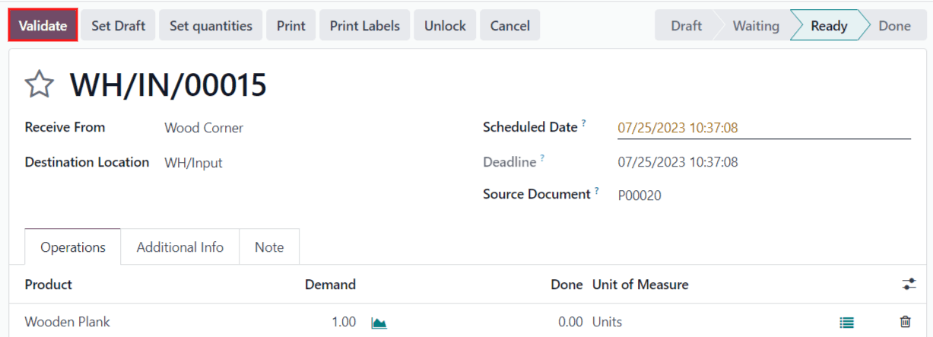 Validate Set Draft Set quantities Print Print Labels Unlock Cancel Draft Waiting Ready Done
WH/IN/00015
Receive From Wood Corner Scheduled Date ? 07/25/2023 10:37:08
Destination Location WH/Input Deadline ? 07/25/2023 10:37:08
Source Document ? P00020
Operations Additional Info Note
Product Demand Done Unit of Measure
Wooden Plank 1.00 0.00 Units